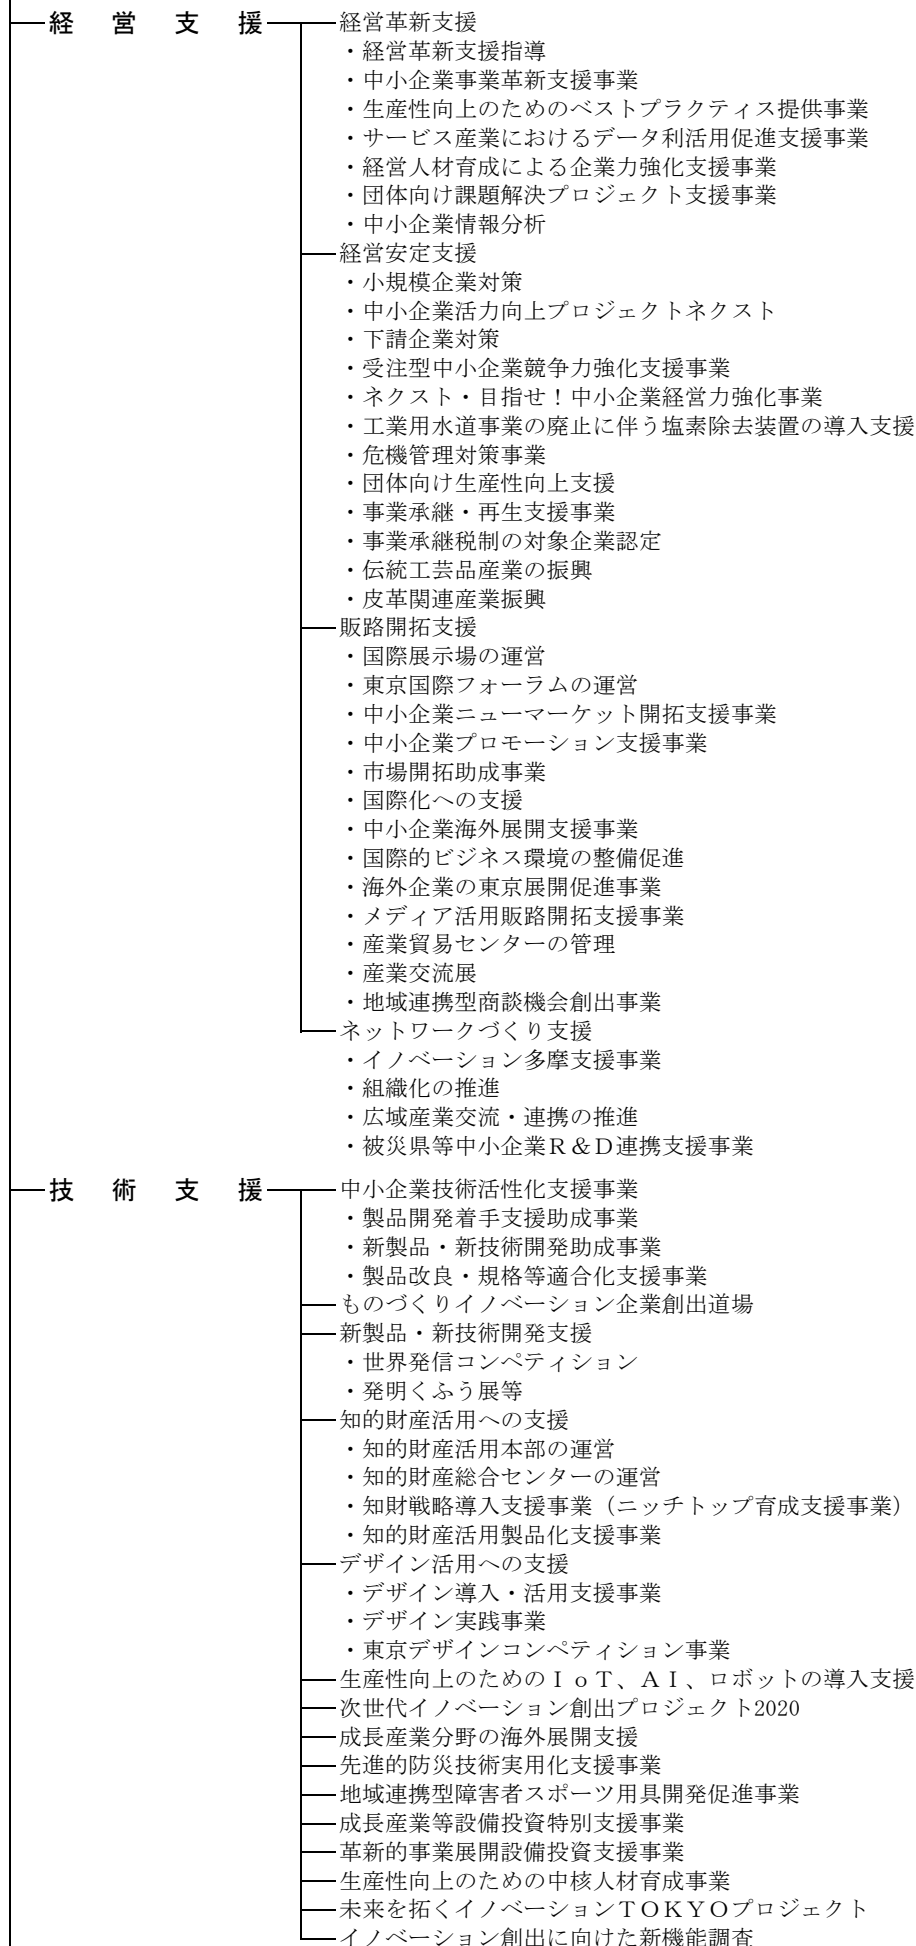 経営支援 経営革新支援
・経営革新支援指導
・中小企業事業革新支援事業
・生産性向上のためのベストプラクティス提供事業
・サービス産業におけるデータ利活用促進支援事業
・経営人材育成による企業力強化支援事業
・団体向け課題解決プロジェクト支援事業
・中小企業情報分析
経営安定支援
・小規模企業対策
・中小企業活力向上プロジェクトネクスト
・下請企業対策
・受注型中小企業競争力強化支援事業
・ネクスト・目指せ!中小企業経営力強化事業
・工業用水道事業の廃止に伴う塩素除去装置の導入支援
・危機管理対策事業
・団体向け生産性向上支援
・事業承継・再生支援事業
・事業承継税制の対象企業認定
・伝統工芸品産業の振興
・皮革関連産業振興
販路開拓支援
・国際展示場の運営
・東京国際フォーラムの運営
・中小企業ニューマーケット開拓支援事業
・中小企業プロモーション支援事業
・市場開拓助成事業
・国際化への支援
・中小企業海外展開支援事業
・国際的ビジネス環境の整備促進
・海外企業の東京展開促進事業
・メディア活用販路開拓支援事業
・産業貿易センターの管理
・産業交流展
・地域連携型商談機会創出事業
ネットワークづくり支援
・イノベーション多摩支援事業
・組織化の推進
・広域産業交流・連携の推進
・被災県等中小企業R&D連携支援事業
技術支援 中小企業技術活性化支援事業
・製品開発着手支援助成事業
・新製品・新技術開発助成事業
・製品改良・規格等適合化支援事業
ものづくりイノベーション企業創出道場
新製品・新技術開発支援
・世界発信コンペティション
・発明くふう展等
知的財産活用への支援
・知的財産活用本部の運営
・知的財産総合センターの運営
・知財戦略導入支援事業(ニッチトップ育成支援事業)
・知的財産活用製品化支援事業
デザイン活用への支援
・デザイン導入・活用支援事業
・デザイン実践事業
・東京デザインコンペティション事業
生産性向上のためのIoT、AI、ロボットの導入支援
次世代イノベーション創出プロジェクト2020
成長産業分野の海外展開支援
先進的防災技術実用化支援事業
地域連携型障害者スポーツ用具開発促進事業
成長産業等設備投資特別支援事業
革新的事業展開設備投資支援事業
生産性向上のための中核人材育成事業
未来を拓くイノベーションTOKYOプロジェクト
イノベーション創出に向けた新機能調査